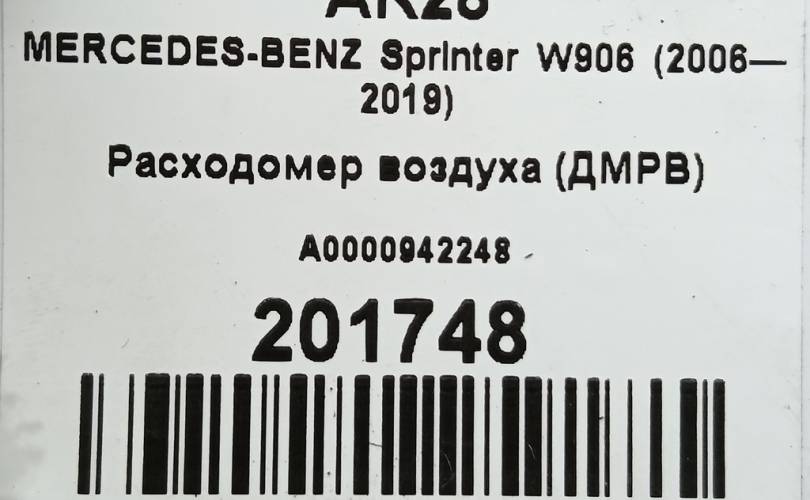 MERCEDES-BENZ Sprinter W906 (2006—
2019)
Расходомер воздуха (ДМРВ)
A0000942248
201748